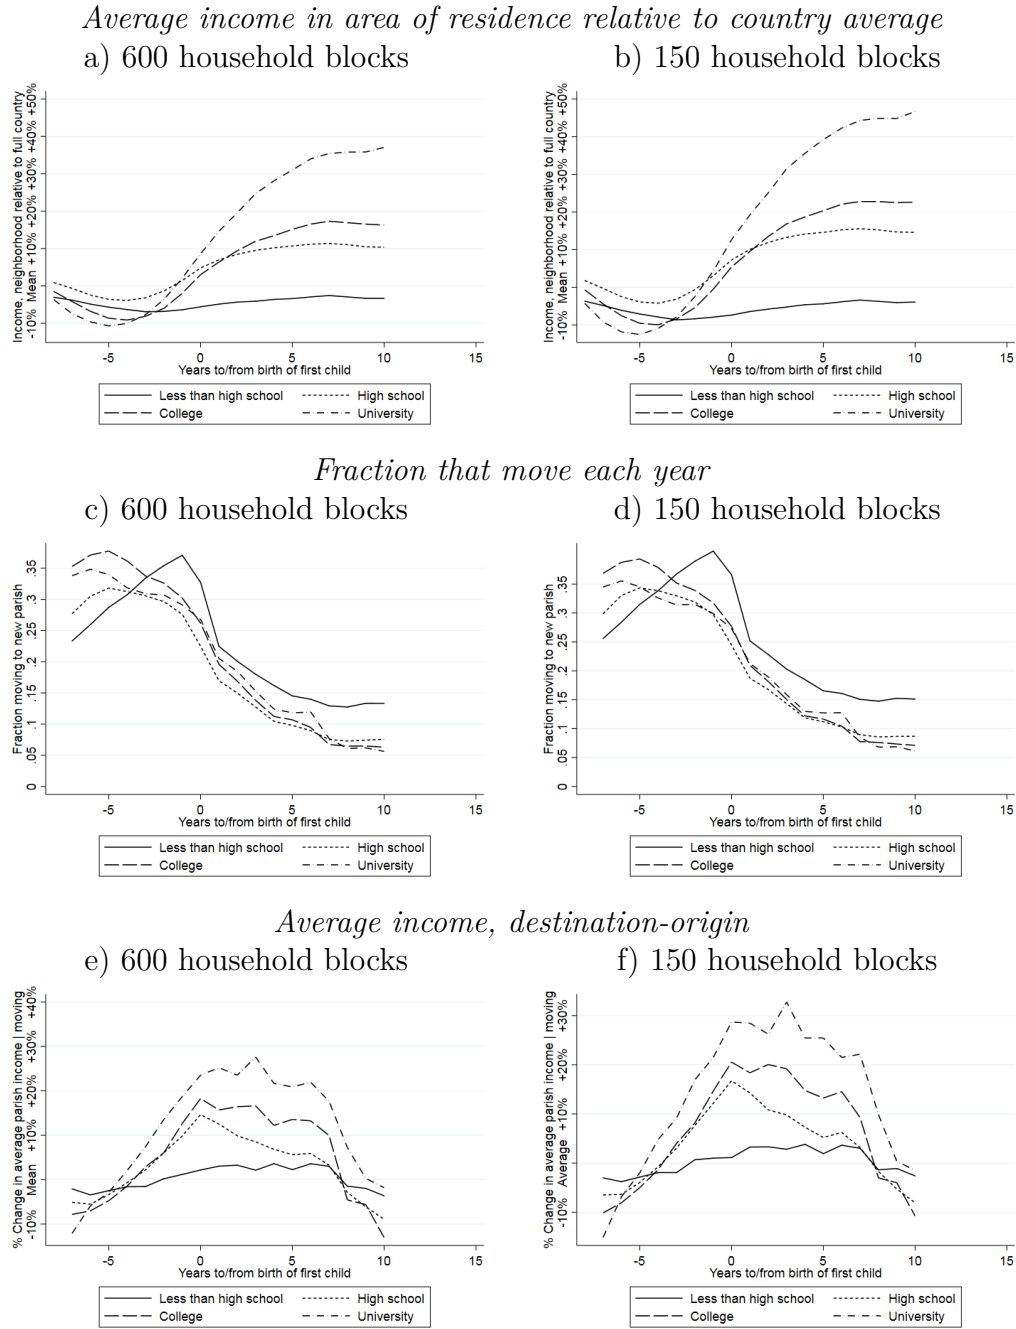 Average income in area of residence relative to country average
a) 600 household blocks
b) 150 household blocks
Income, neighborhood relative to full country
-10% Mean +10% +20% +30% +40% +50%
-5 0 5 10 15
Years to/from birth of first child
Less than high school High school
College University
Income, neighborhood relative to full country
-10% Mean +10% +20% +30% +40% +50%
-5 0 5 10 15
Years to/from birth of first child
Less than high school High school
College University
Fraction that move each year
c) 600 household blocks
d) 150 household blocks
Fraction moving to new parish
0 .05 .1 .15 .2 .25 .3 .35
-5 0 5 10 15
Years to/from birth of first child
Less than high school High school
College University
Fraction moving to new parish
0 .05 .1 .15 .2 .25 .3 .35
-5 0 5 10 15
Years to/from birth of first child
Less than high school High school
College University
Average income, destination-origin
e) 600 household blocks
f) 150 household blocks
% Change in average parish income | moving
-10% Mean +10% +20% +30% +40%
-5 0 5 10 15
Years to/from birth of first child
Less than high school High school
College University
% Change in average parish income | moving
-10% Average +10% +20% +30%
-5 0 5 10 15
Years to/from birth of first child
Less than high school High school
College University